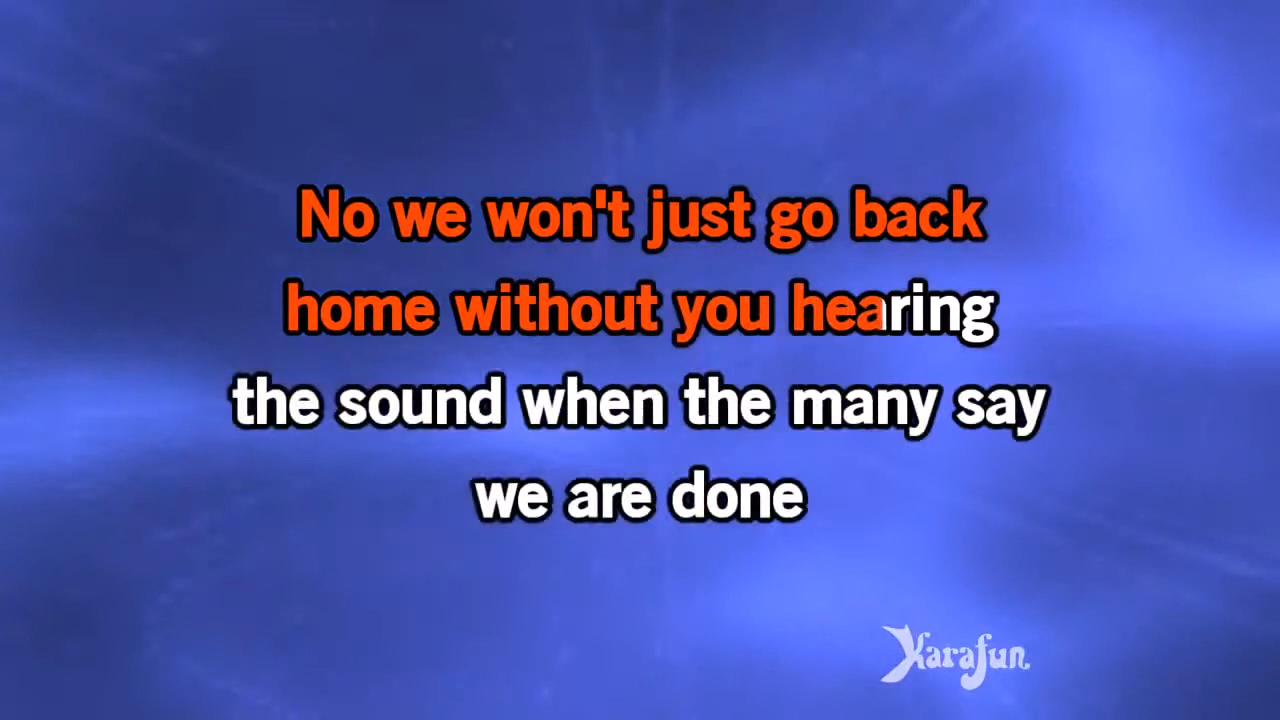 No we won't just go back
home without you hearing
the sound when the many say
we are done
Karafun